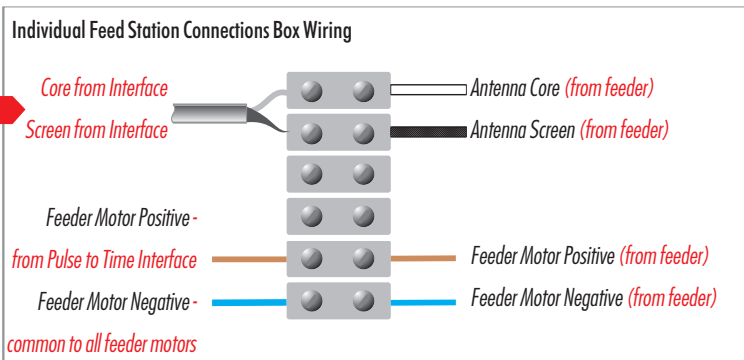 Individual Feed Station Connections Box Wiring
Core from Interface
Antenna Core (from feeder)
Screen from Interface
Antenna Screen (from feeder)
Feeder Motor Positive -
from Pulse to Time Interface
Feeder Motor Positive (from feeder)
Feeder Motor Negative -
Feeder Motor Negative (from feeder)
common to all feeder motors